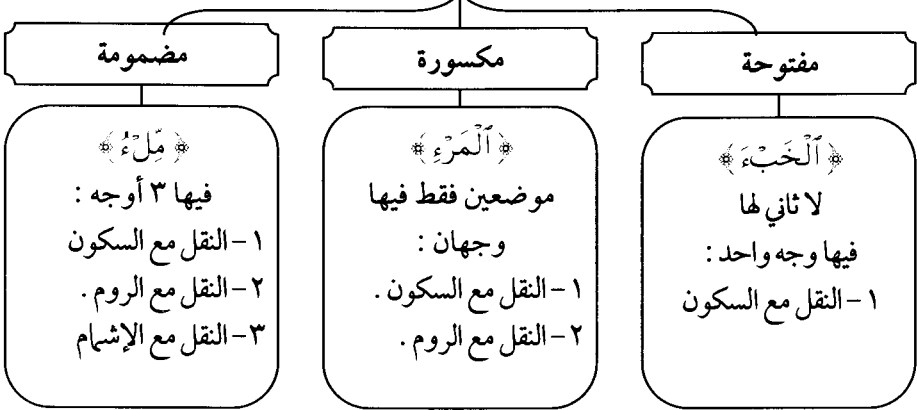 مفتوحة
﴿ٱلْخَبْءَ﴾
لا ثاني لها
فيها وجه واحد :
١ – النقل مع السكون
مكسورة
﴿ٱلْمَرْءِ﴾
موضعين فقط فيها
وجهان :
١ – النقل مع السكون .
٢ – النقل مع الروم .
مضمومة
﴿مِّلْءُ﴾
فيها ٣ أوجه :
١ – النقل مع السكون
٢ – النقل مع الروم .
٣ – النقل مع الإشمام